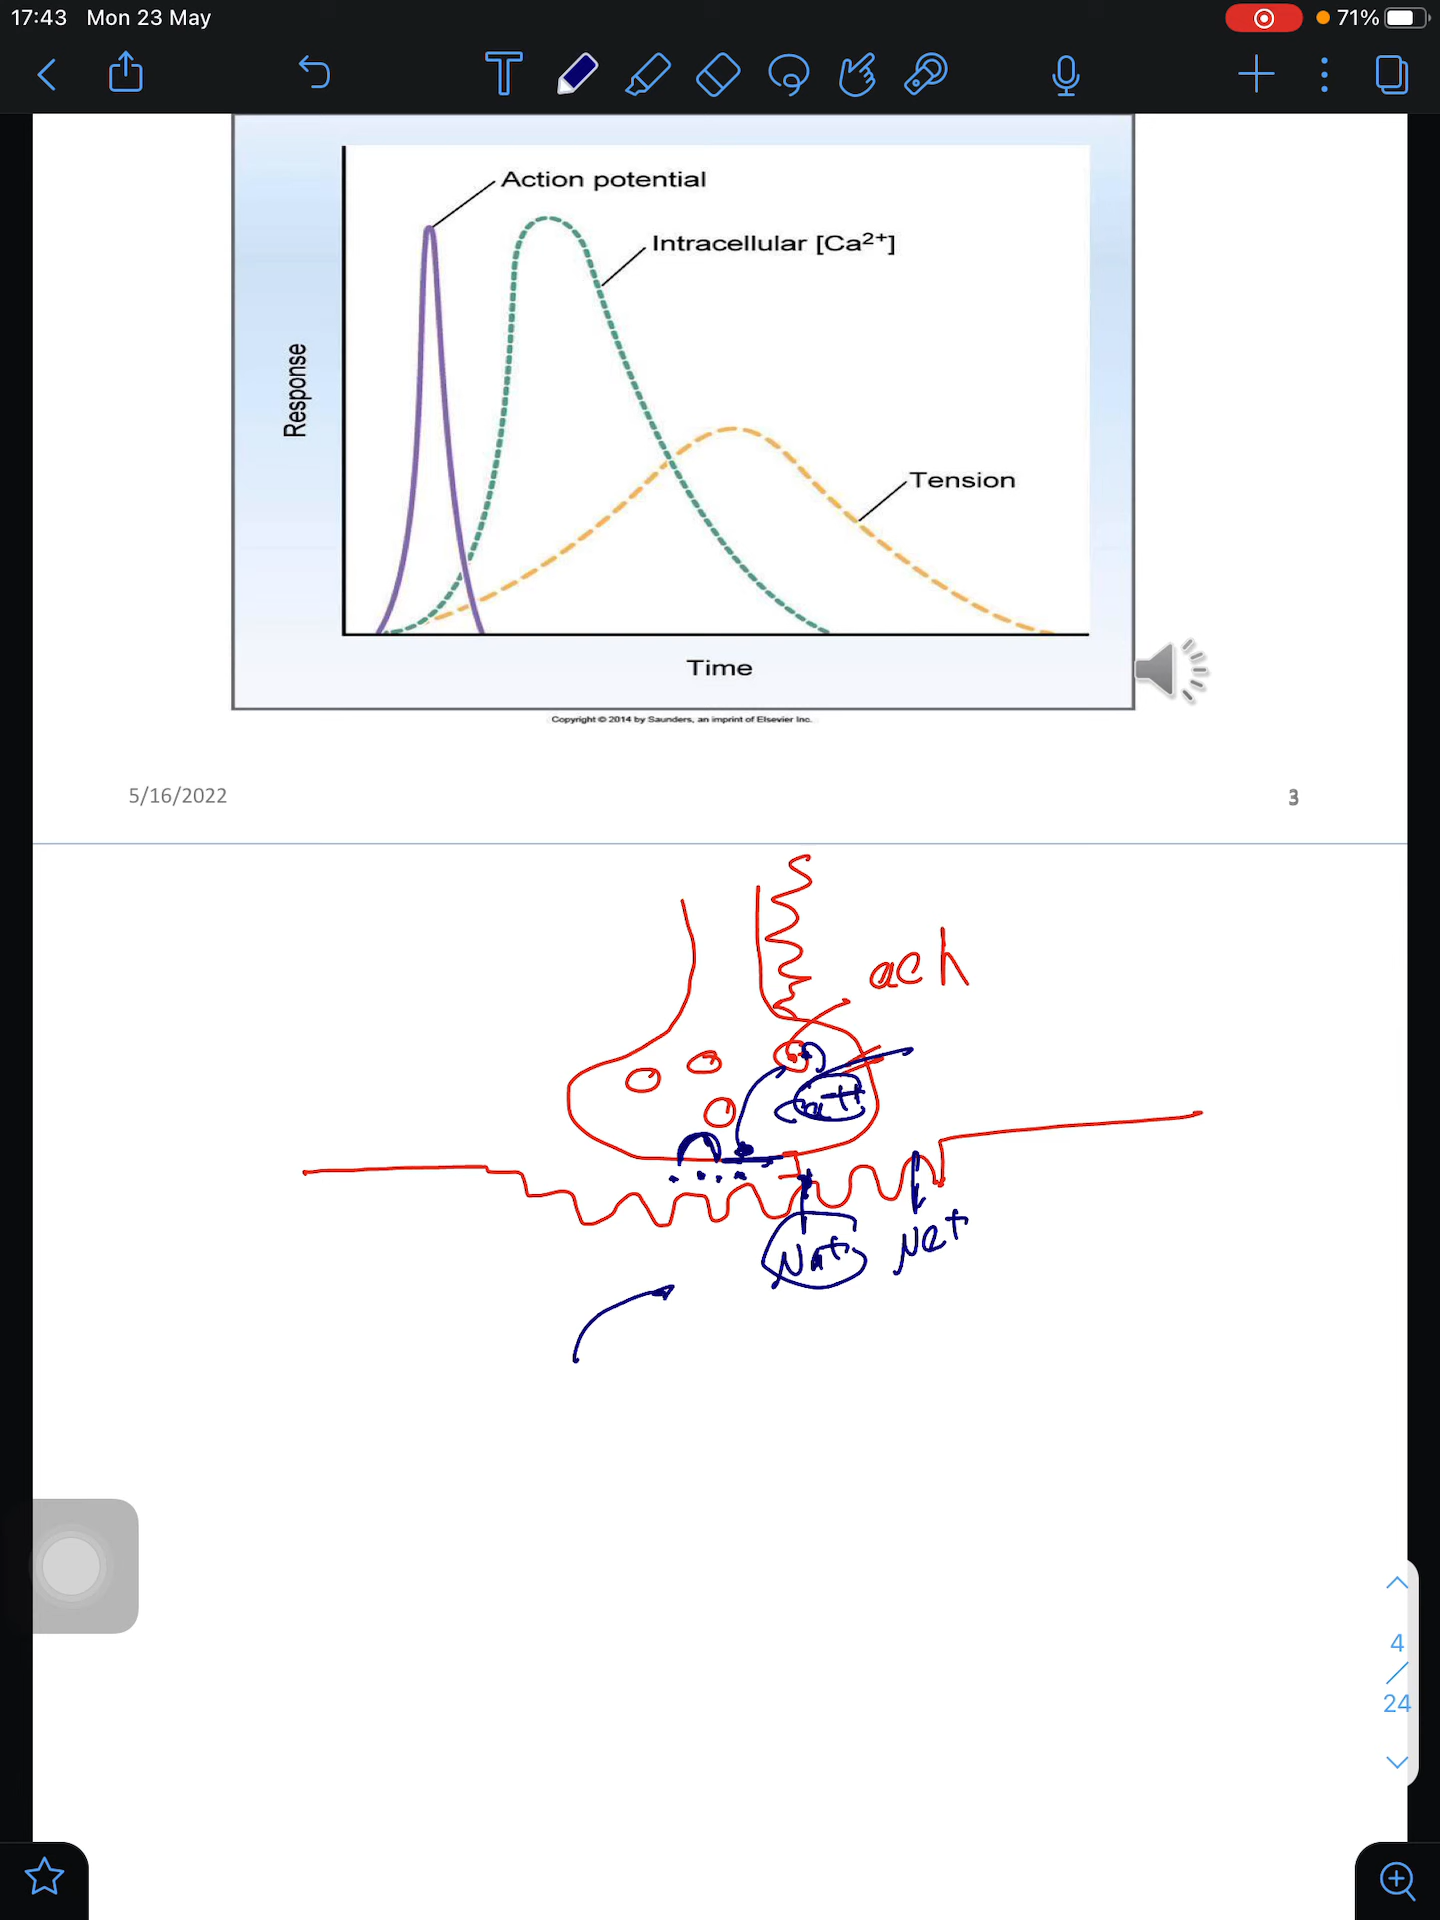 17:43 Mon 23 May
71%
Action potential
Intracellular [Ca²⁺]
Response
Tension
Time
Copyright © 2014 by Saunders, an imprint of Elsevier Inc.
5/16/2022
3
ach
Na+
4
24